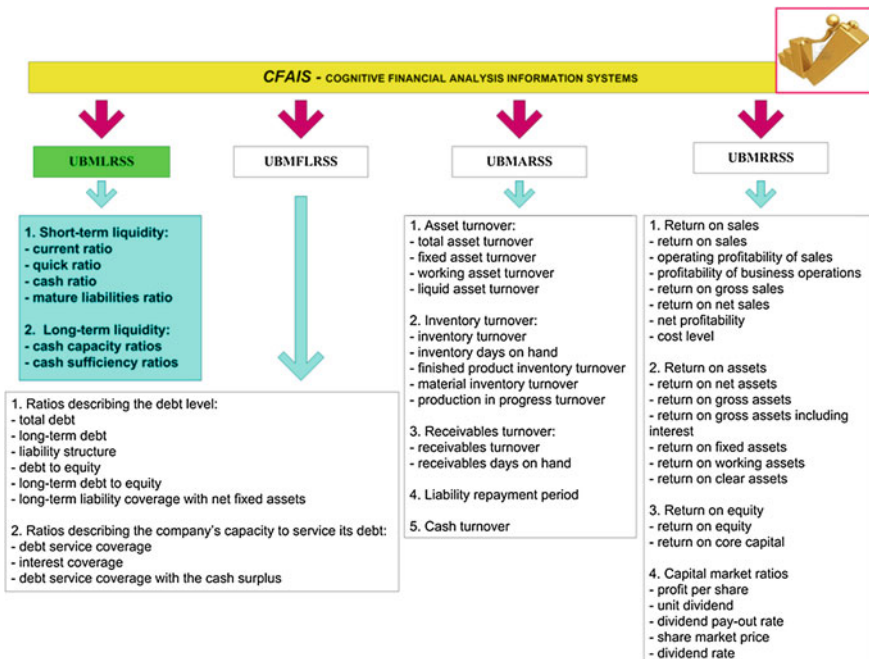 CFAIS - COGNITIVE FINANCIAL ANALYSIS INFORMATION SYSTEMS
UBMLRSS
UBMFLRSS
UBMARSS
UBMRRSS
1. Short-term liquidity:
- current ratio
- quick ratio
- cash ratio
- mature liabilities ratio
2. Long-term liquidity:
- cash capacity ratios
- cash sufficiency ratios
1. Ratios describing the debt level:
- total debt
- long-term debt
- liability structure
- debt to equity
- long-term debt to equity
- long-term liability coverage with net fixed assets
2. Ratios describing the company's capacity to service its debt:
- debt service coverage
- interest coverage
- debt service coverage with the cash surplus
1. Asset turnover:
- total asset turnover
- fixed asset turnover
- working asset turnover
- liquid asset turnover
2. Inventory turnover:
- inventory turnover
- inventory days on hand
- finished product inventory turnover
- material inventory turnover
- production in progress turnover
3. Receivables turnover:
- receivables turnover
- receivables days on hand
4. Liability repayment period
5. Cash turnover
1. Return on sales
- return on sales
- operating profitability of sales
- profitability of business operations
- return on gross sales
- return on net sales
- net profitability
- cost level
2. Return on assets
- return on net assets
- return on gross assets
- return on gross assets including
interest
- return on fixed assets
- return on working assets
- return on clear assets
3. Return on equity
- return on equity
- return on core capital
4. Capital market ratios
- profit per share
- unit dividend
- dividend pay-out rate
- share market price
- dividend rate